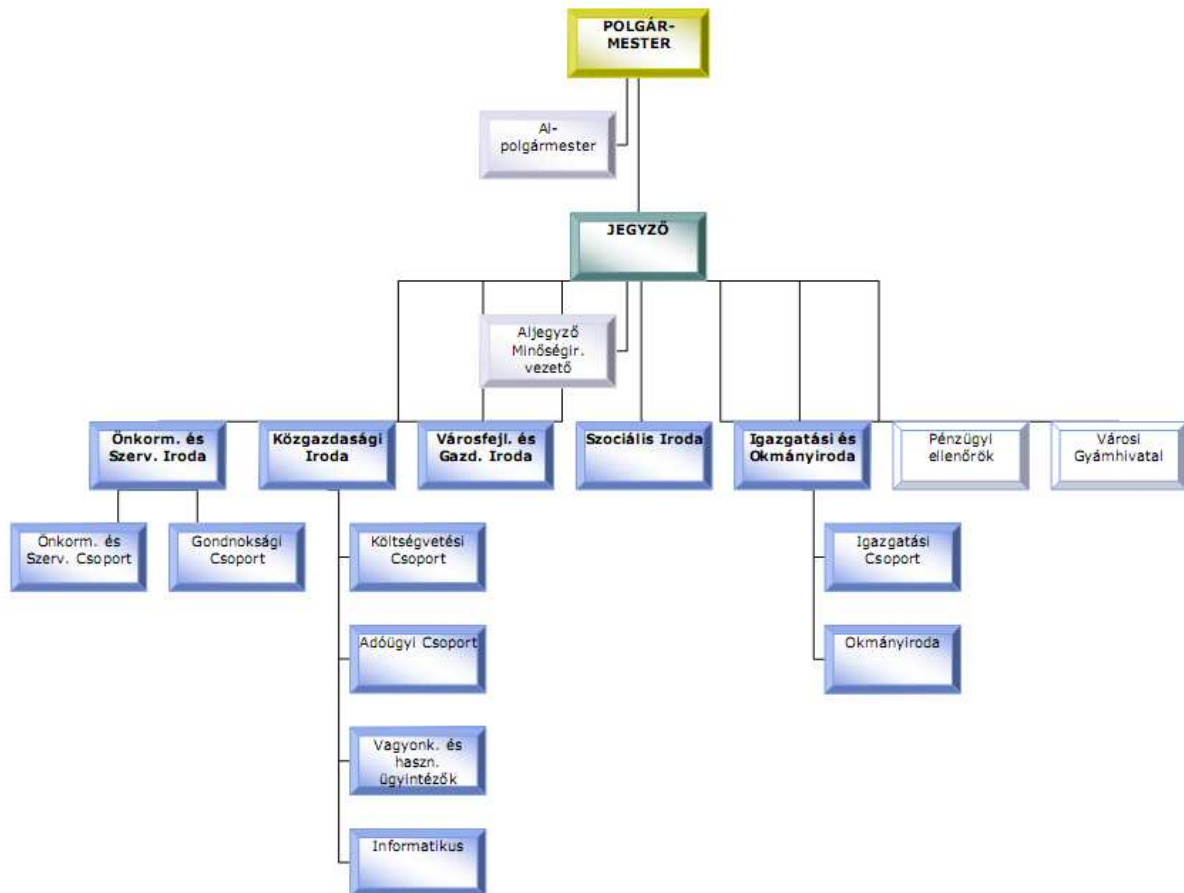 POLGÁR-
MESTER
Al-
polgármester
JEGYZŐ
Aljegyző
Minőségir.
vezető
Önkorm. és
Szerv. Iroda
Közgazdasági
Iroda
Városfejl. és
Gazd. Iroda
Szociális Iroda
Igazgatási és
Okmányiroda
Pénzügyi
ellenőrök
Városi
Gyámhivatal
Önkorm. és
Szerv. Csoport
Gondnoksági
Csoport
Költségvetési
Csoport
Igazgatási
Csoport
Adóügyi Csoport
Okmányiroda
Vagyonk. és
haszn.
ügyintézők
Informatikus